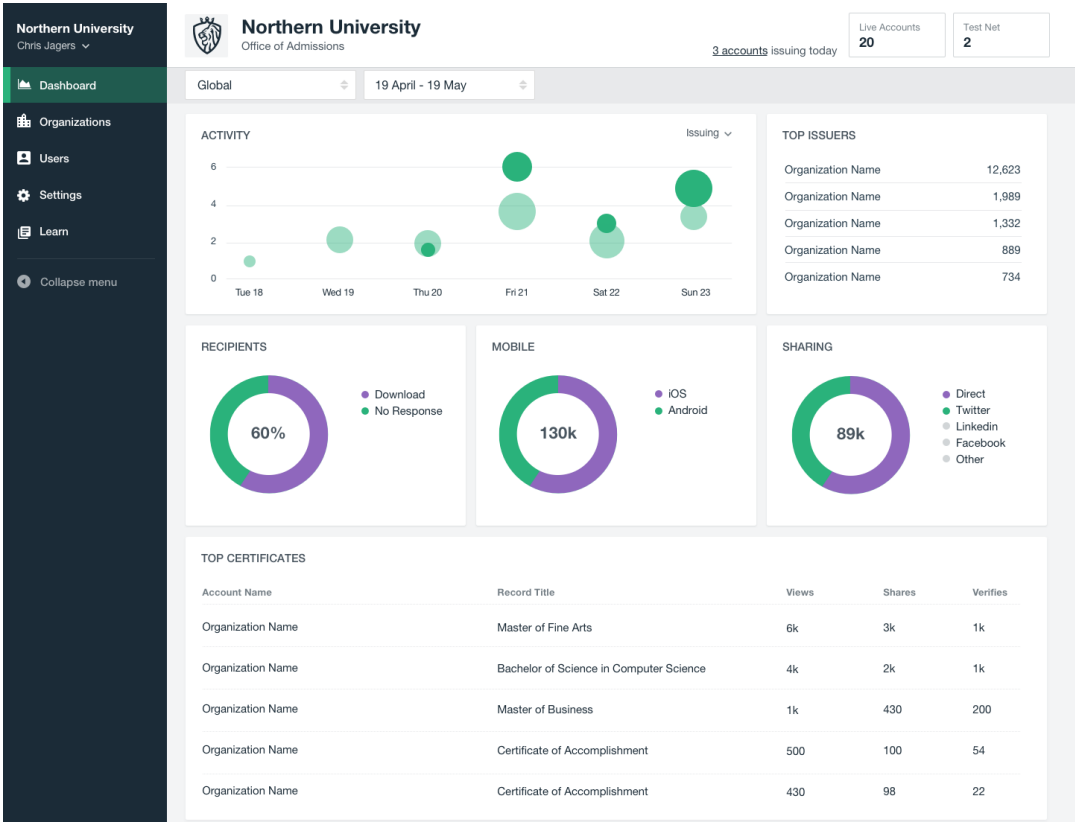 Northern University
Chris Jagers
Dashboard
Organizations
Users
Settings
Learn
Collapse menu
Northern University
Office of Admissions
3 accounts issuing today
Live Accounts
20
Test Net
2
Global
19 April - 19 May
ACTIVITY
Issuing
6
4
2
0
Tue 18 Wed 19 Thu 20 Fri 21 Sat 22 Sun 23
TOP ISSUERS
Organization Name 12,623
Organization Name 1,989
Organization Name 1,332
Organization Name 889
Organization Name 734
RECIPIENTS
60%
Download
No Response
MOBILE
130k
iOS
Android
SHARING
89k
Direct
Twitter
Linkedin
Facebook
Other
TOP CERTIFICATES
Account Name Record Title Views Shares Verifies
Organization Name Master of Fine Arts 6k 3k 1k
Organization Name Bachelor of Science in Computer Science 4k 2k 1k
Organization Name Master of Business 1k 430 200
Organization Name Certificate of Accomplishment 500 100 54
Organization Name Certificate of Accomplishment 430 98 22